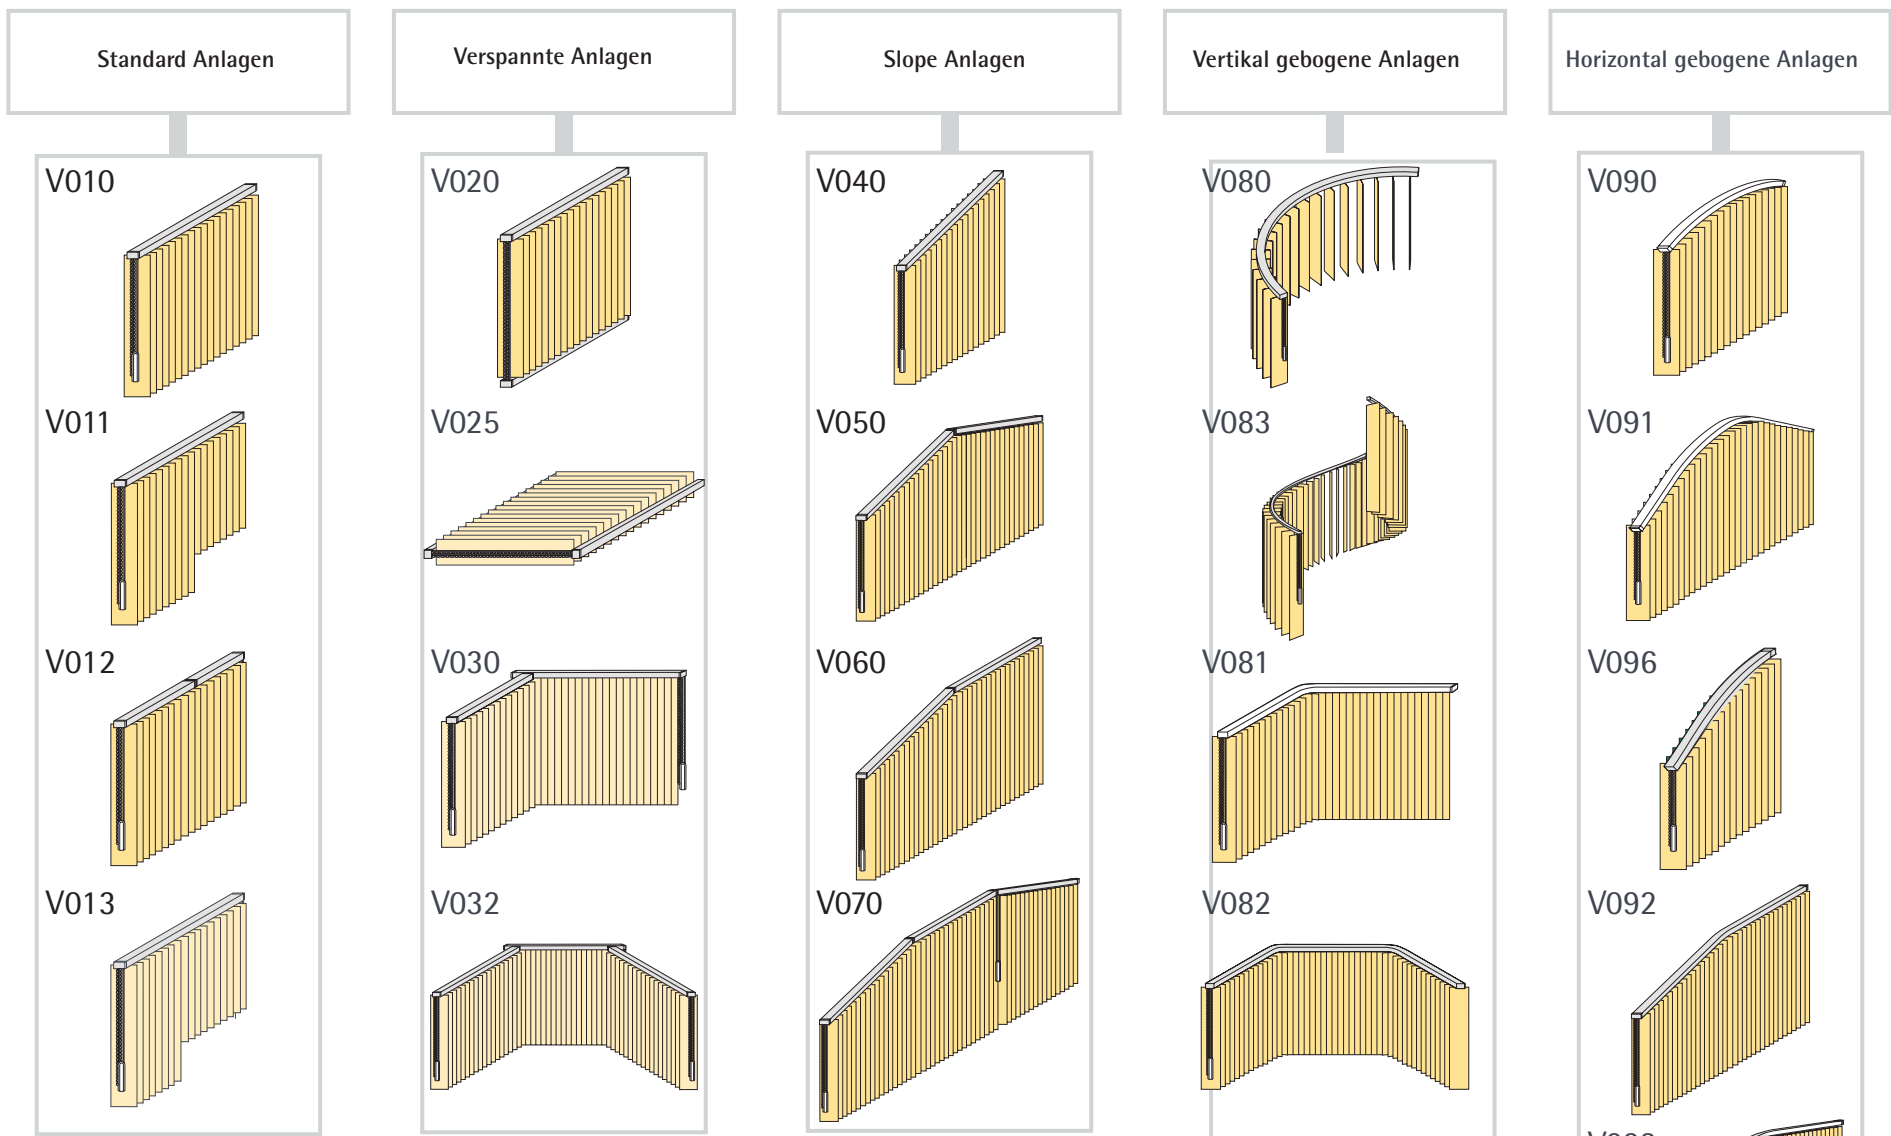 Standard Anlagen
Verspannte Anlagen
Slope Anlagen
Vertikal gebogene Anlagen
Horizontal gebogene Anlagen
V010
V020
V040
V080
V090
V011
V025
V050
V083
V091
V012
V030
V060
V081
V096
V013
V032
V070
V082
V092